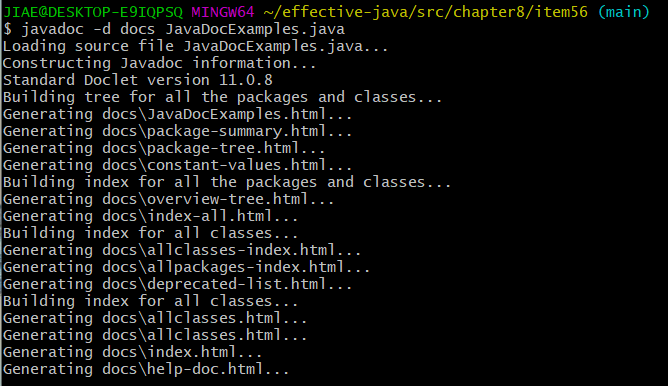 JIAE@DESKTOP-E9IQPSQ MINGW64 ~/effective-java/src/chapter8/item56 (main)
$ javadoc -d docs JavaDocExamples.java
Loading source file JavaDocExamples.java...
Constructing Javadoc information...
Standard Doclet version 11.0.8
Building tree for all the packages and classes...
Generating docs\JavaDocExamples.html...
Generating docs\package-summary.html...
Generating docs\package-tree.html...
Generating docs\constant-values.html...
Building index for all the packages and classes...
Generating docs\overview-tree.html...
Generating docs\index-all.html...
Building index for all classes...
Generating docs\allclasses-index.html...
Generating docs\allpackages-index.html...
Generating docs\deprecated-list.html...
Building index for all classes...
Generating docs\allclasses.html...
Generating docs\allclasses.html...
Generating docs\index.html...
Generating docs\help-doc.html...